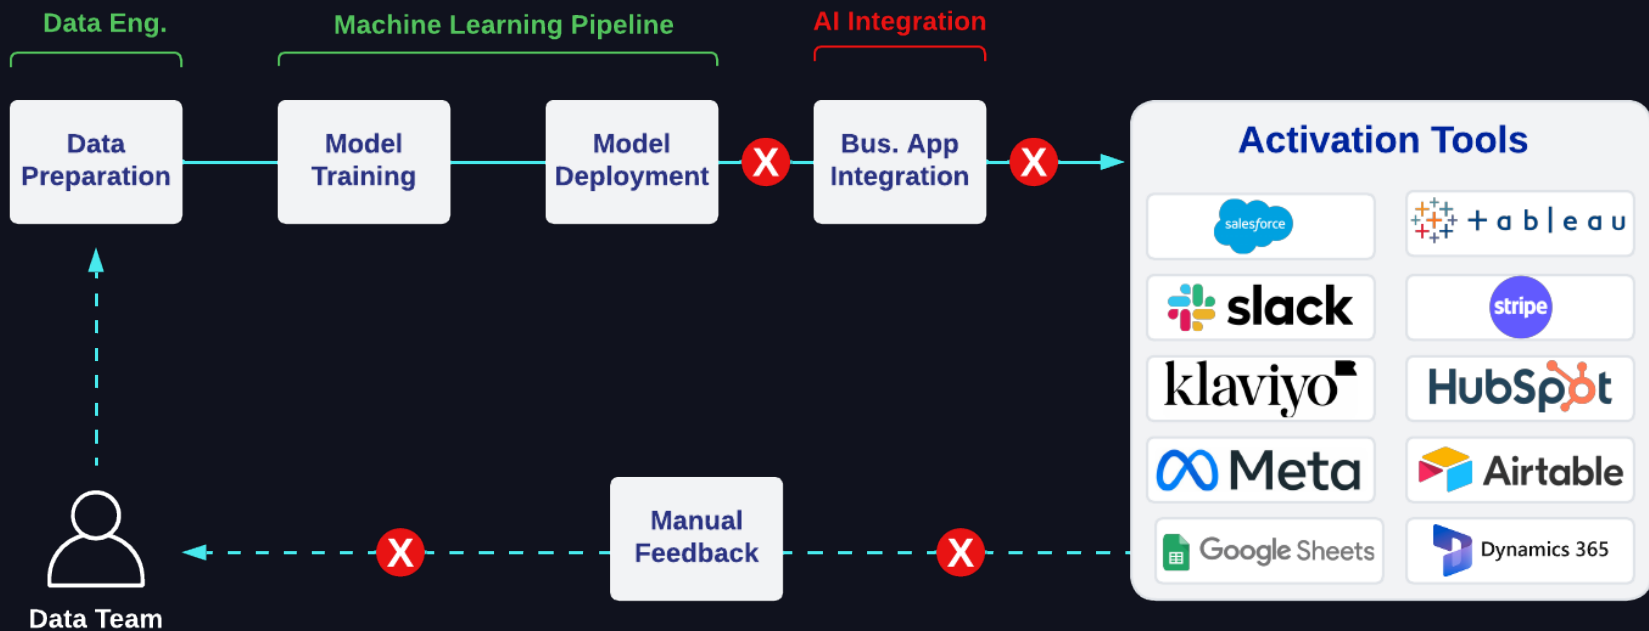 Data Eng.
Machine Learning Pipeline
AI Integration
Data
Preparation
Model
Training
Model
Deployment
X
Bus. App
Integration
X
Activation Tools
salesforce
+ableau
slack
stripe
klaviyo
HubSpot
Meta
Airtable
Google Sheets
Dynamics 365
Manual
Feedback
X
X
Data Team